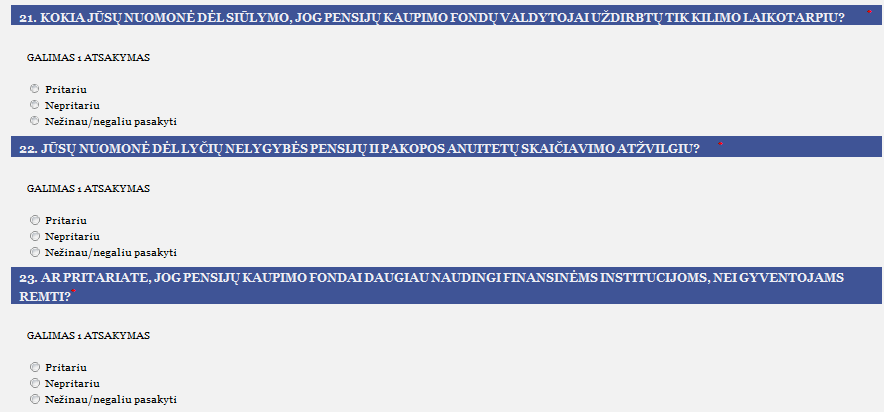 21. KOKIA JŪSŲ NUOMONĖ DĖL SIŪLYMO, JOG PENSIJŲ KAUPIMO FONDŲ VALDYTOJAI UŽDIRBTŲ TIK KILIMO LAIKOTARPIU? *
GALIMAS 1 ATSAKYMAS
Pritariu
Nepritariu
Nežinau/negaliu pasakyti
22. JŪSŲ NUOMONĖ DĖL LYČIŲ NELYGYBĖS PENSIJŲ II PAKOPOS ANUITETŲ SKAIČIAVIMO ATŽVILGIU? *
GALIMAS 1 ATSAKYMAS
Pritariu
Nepritariu
Nežinau/negaliu pasakyti
23. AR PRITARIATE, JOG PENSIJŲ KAUPIMO FONDAI DAUGIAU NAUDINGI FINANSINĖMS INSTITUCIJOMS, NEI GYVENTOJAMS
REMTI?*
GALIMAS 1 ATSAKYMAS
Pritariu
Nepritariu
Nežinau/negaliu pasakyti